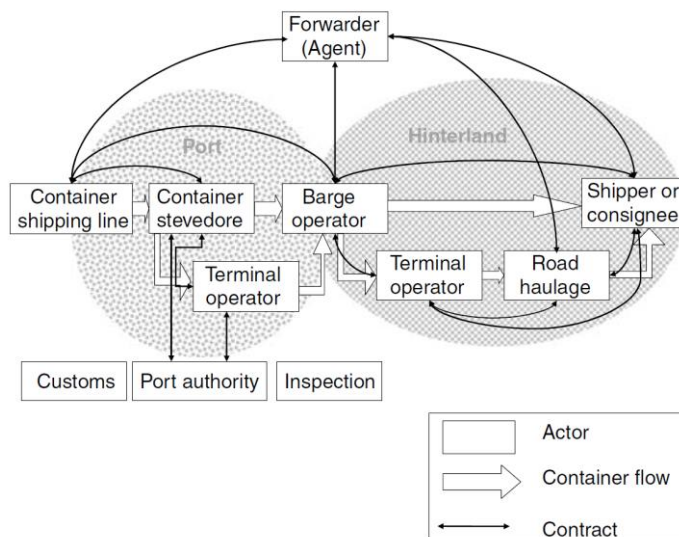 Forwarder
(Agent)
Port
Hinterland
Container
shipping line
Container
stevedore
Barge
operator
Shipper or
consignee
Terminal
operator
Terminal
operator
Road
haulage
Customs
Port authority
Inspection
Actor
Container flow
Contract